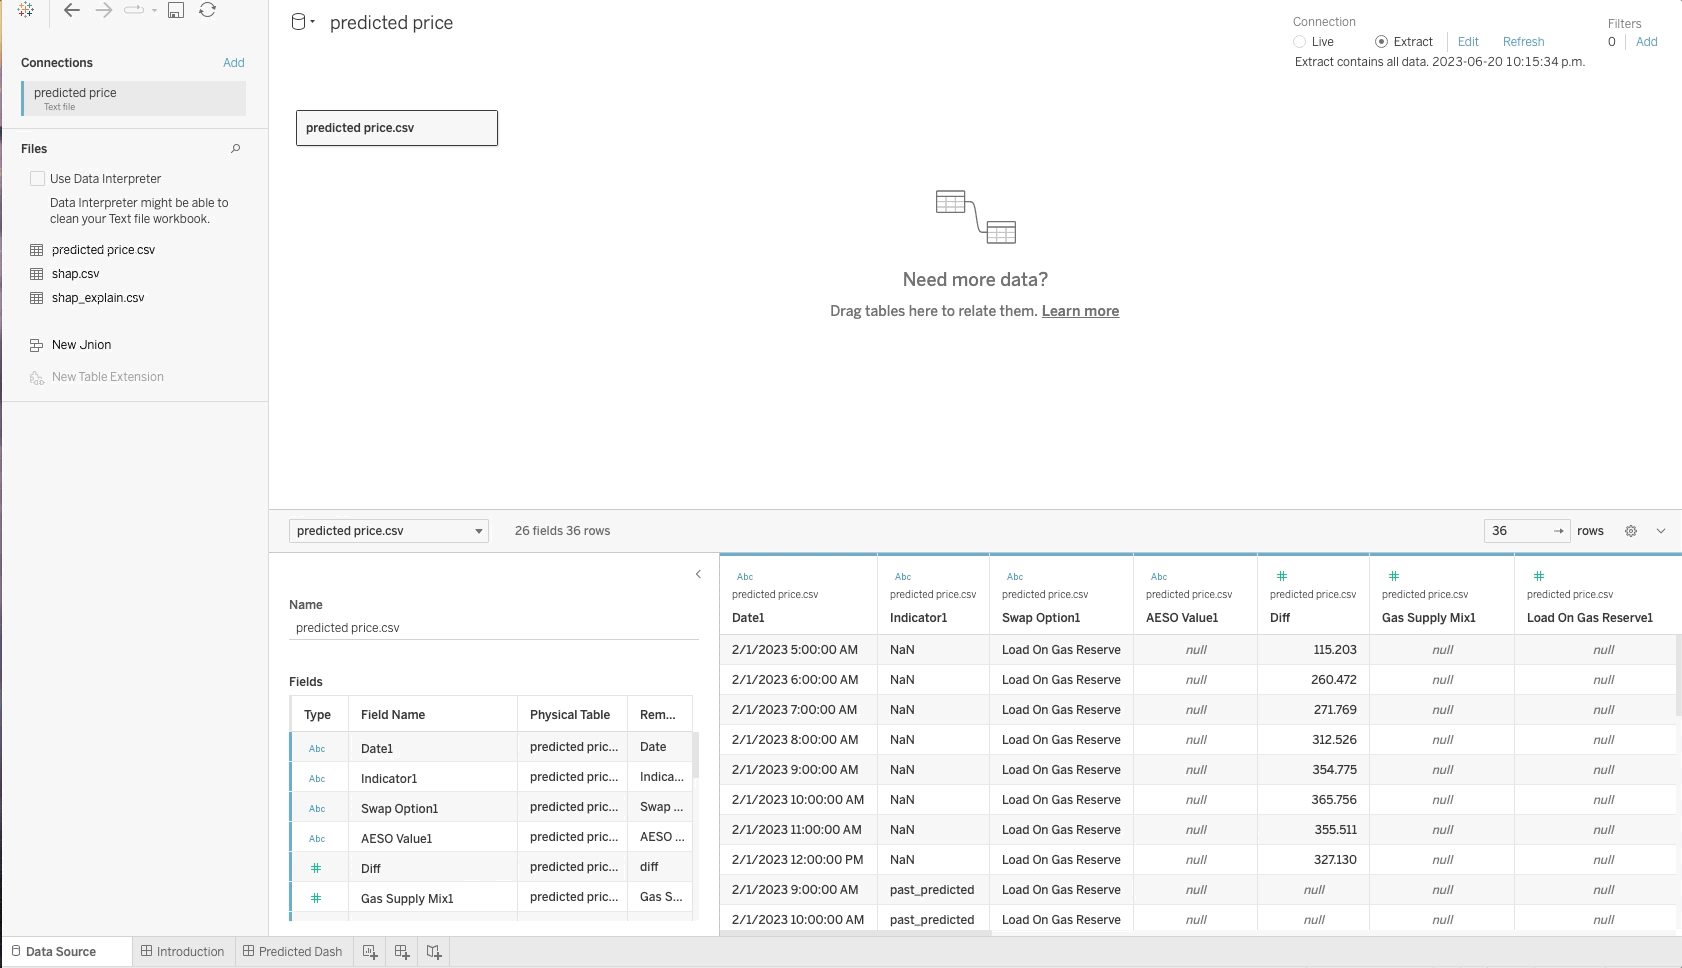 predicted price
Connection
Filters
Live Extract Edit Refresh 0 Add
Extract contains all data. 2023-06-20 10:15:34 p.m.
Connections Add
predicted price
Text file
Files
Use Data Interpreter
Data Interpreter might be able to
clean your Text file workbook.
predicted price.csv
shap.csv
shap_explain.csv
New Jnion
New Table Extension
predicted price.csv
Need more data?
Drag tables here to relate them. Learn more
predicted price.csv 26 fields 36 rows 36 → rows
Name
predicted price.csv
Fields
Type Field Name Physical Table Rem...
Abc Date1 predicted pric... Date
Abc Indicator1 predicted pric... Indica...
Abc Swap Option1 predicted pric... Swap ...
Abc AESO Value1 predicted pric... AESO ...
# Diff predicted pric... diff
# Gas Supply Mix1 predicted pric... Gas S...
Abc Abc Abc Abc # # #
predicted price.csv predicted price.csv predicted price.csv predicted price.csv predicted price.csv predicted price.csv predicted price.csv
Date1 Indicator1 Swap Option1 AESO Value1 Diff Gas Supply Mix1 Load On Gas Reserve1
2/1/2023 5:00:00 AM NaN Load On Gas Reserve null 115.203 null null
2/1/2023 6:00:00 AM NaN Load On Gas Reserve null 260.472 null null
2/1/2023 7:00:00 AM NaN Load On Gas Reserve null 271.769 null null
2/1/2023 8:00:00 AM NaN Load On Gas Reserve null 312.526 null null
2/1/2023 9:00:00 AM NaN Load On Gas Reserve null 354.775 null null
2/1/2023 10:00:00 AM NaN Load On Gas Reserve null 365.756 null null
2/1/2023 11:00:00 AM NaN Load On Gas Reserve null 355.511 null null
2/1/2023 12:00:00 PM NaN Load On Gas Reserve null 327.130 null null
2/1/2023 9:00:00 AM past_predicted Load On Gas Reserve null null null null
2/1/2023 10:00:00 AM past_predicted Load On Gas Reserve null null null null
Data Source Introduction Predicted Dash